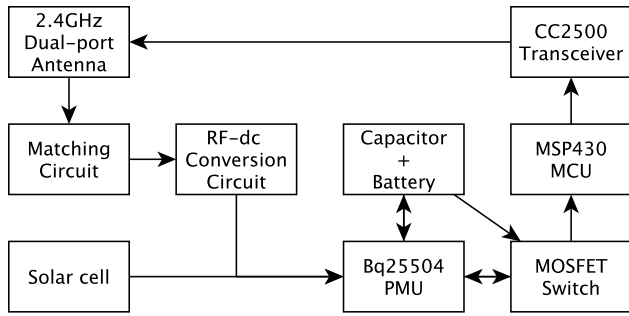 2.4GHz
Dual-port
Antenna
CC2500
Transceiver
Matching
Circuit
RF-dc
Conversion
Circuit
Capacitor
+
Battery
MSP430
MCU
Solar cell
Bq25504
PMU
MOSFET
Switch